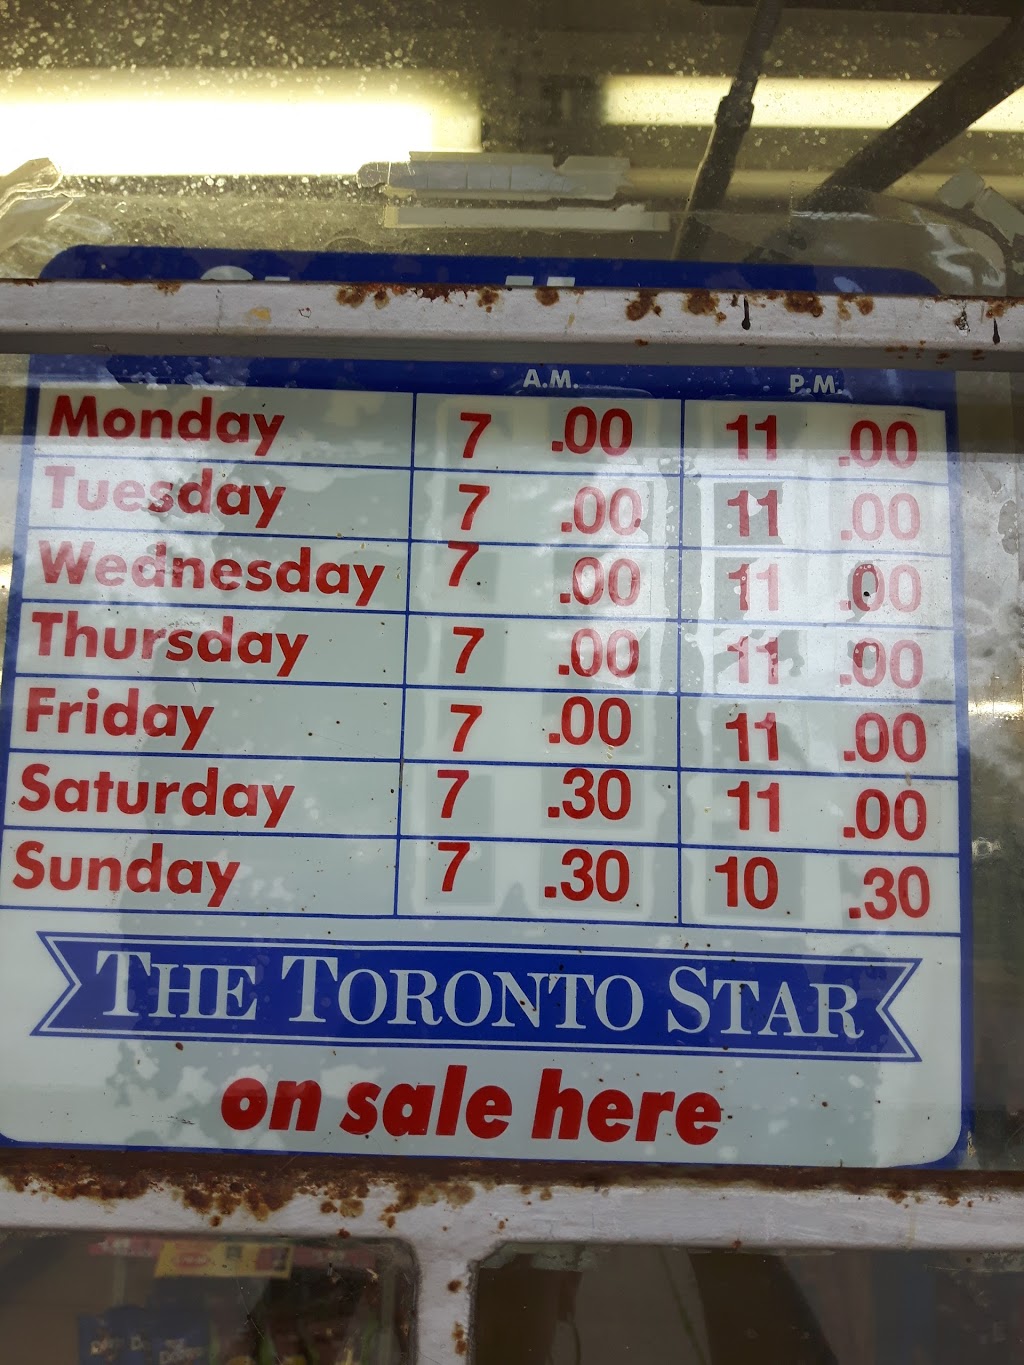 A.M. P.M.
Monday 7 .00 11 .00
Tuesday 7 .00 11 .00
Wednesday 7 .00 11 .00
Thursday 7 .00 11 .00
Friday 7 .00 11 .00
Saturday 7 .30 11 .00
Sunday 7 .30 10 .30
THE TORONTO STAR
on sale here